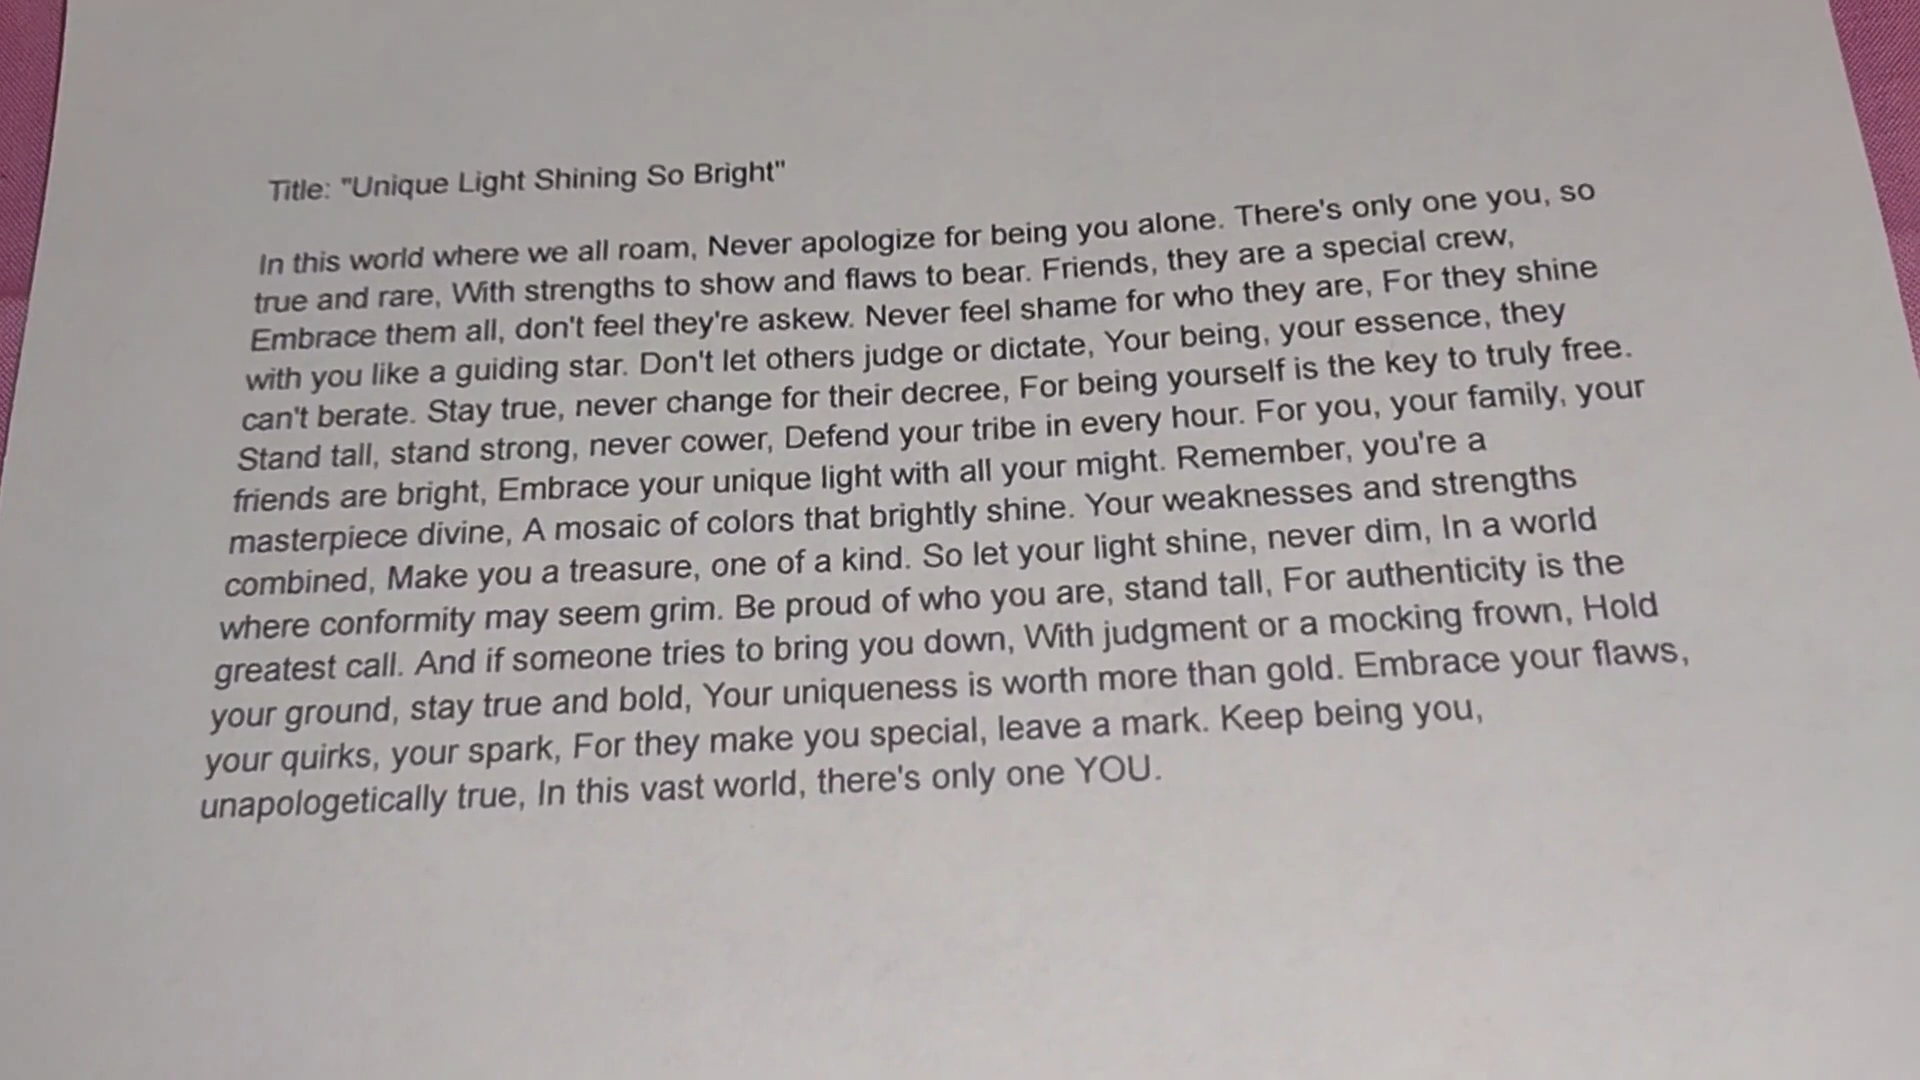 Title: "Unique Light Shining So Bright"
In this world where we all roam, Never apologize for being you alone. There's only one you, so
true and rare, With strengths to show and flaws to bear. Friends, they are a special crew,
Embrace them all, don't feel they're askew. Never feel shame for who they are, For they shine
with you like a guiding star. Don't let others judge or dictate, Your being, your essence, they
can't berate. Stay true, never change for their decree, For being yourself is the key to truly free.
Stand tall, stand strong, never cower, Defend your tribe in every hour. For you, your family, your
friends are bright, Embrace your unique light with all your might. Remember, you're a
masterpiece divine, A mosaic of colors that brightly shine. Your weaknesses and strengths
combined, Make you a treasure, one of a kind. So let your light shine, never dim, In a world
where conformity may seem grim. Be proud of who you are, stand tall, For authenticity is the
greatest call. And if someone tries to bring you down, With judgment or a mocking frown, Hold
your ground, stay true and bold, Your uniqueness is worth more than gold. Embrace your flaws,
your quirks, your spark, For they make you special, leave a mark. Keep being you,
unapologetically true, In this vast world, there's only one YOU.